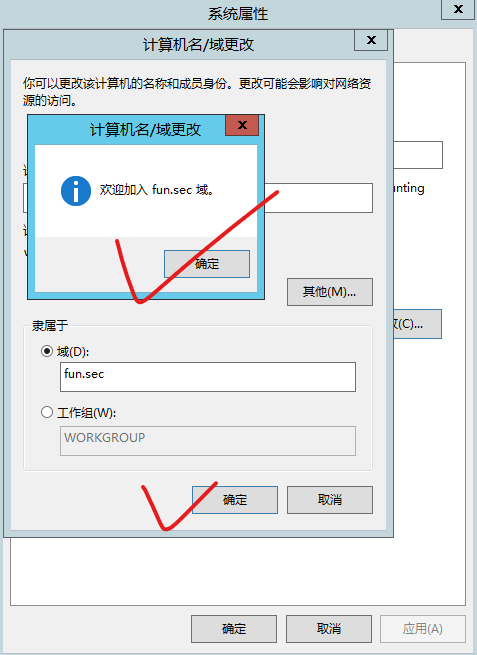 系统属性
x
计算机名/域更改
x
你可以更改该计算机的名称和成员身份。更改可能会影响对网络资
源的访问。
计算机名/域更改
x
欢迎加入 fun.sec 域。
确定
unting
其他(M)...
(C)...
隶属于
域(D):
fun.sec
工作组(W):
WORKGROUP
确定
取消
确定
取消
应用(A)